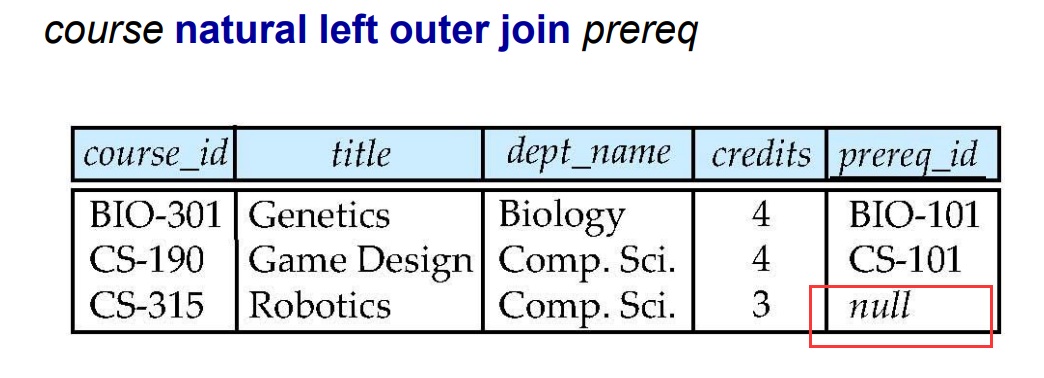 course natural left outer join prereq
course_id title dept_name credits prereq_id
BIO-301 Genetics Biology 4 BIO-101
CS-190 Game Design Comp. Sci. 4 CS-101
CS-315 Robotics Comp. Sci. 3 null